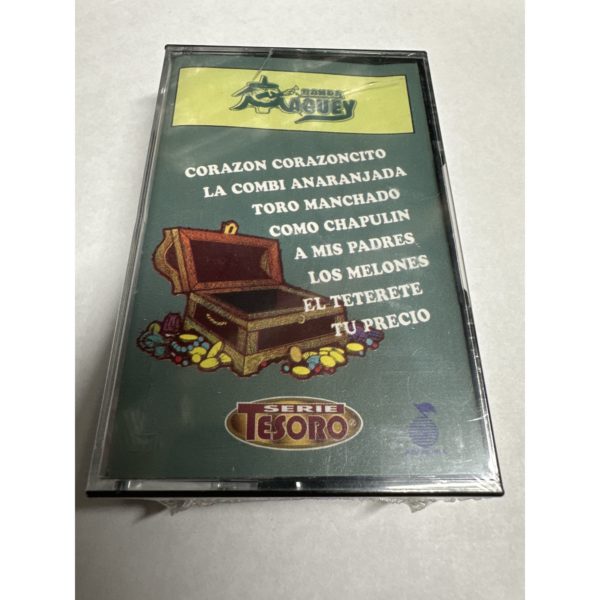 BANDA
MAGUEY
CORAZON CORAZONCITO
LA COMBI ANARANJADA
TORO MANCHADO
COMO CHAPULIN
A MIS PADRES
LOS MELONES
EL TETERETE
TU PRECIO
SERIE
TESORO®